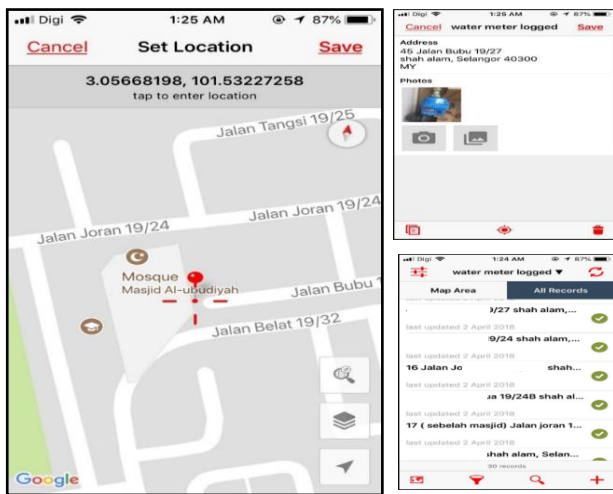 Digi 1:25 AM 87%
Cancel Set Location Save
3.05668198, 101.53227258
tap to enter location
Jalan Tangsi 19/25
Jalan Joran 19/24
Jalan Joran 19/24
Mosque
Masjid Al-ubudiyah
Jalan Bubu 1
Jalan Belat 19/32
Google
Digi 1:25 AM 87%
Cancel water meter logged Save
Address
45 Jalan Bubu 19/27
shah alam, Selangor 40300
MY
Photos
Digi 1:24 AM 87%
water meter logged ▼
Map Area All Records
9/27 shah alam,...
last updated 2 April 2018
19/24 shah alam,...
last updated 2 April 2018
16 Jalan Jo shah...
last updated 2 April 2018
ua 19/24B shah al...
last updated 2 April 2018
17 ( sebelah masjid) Jalan joran 1...
last updated 2 April 2018
shah alam, Selan...
30 records